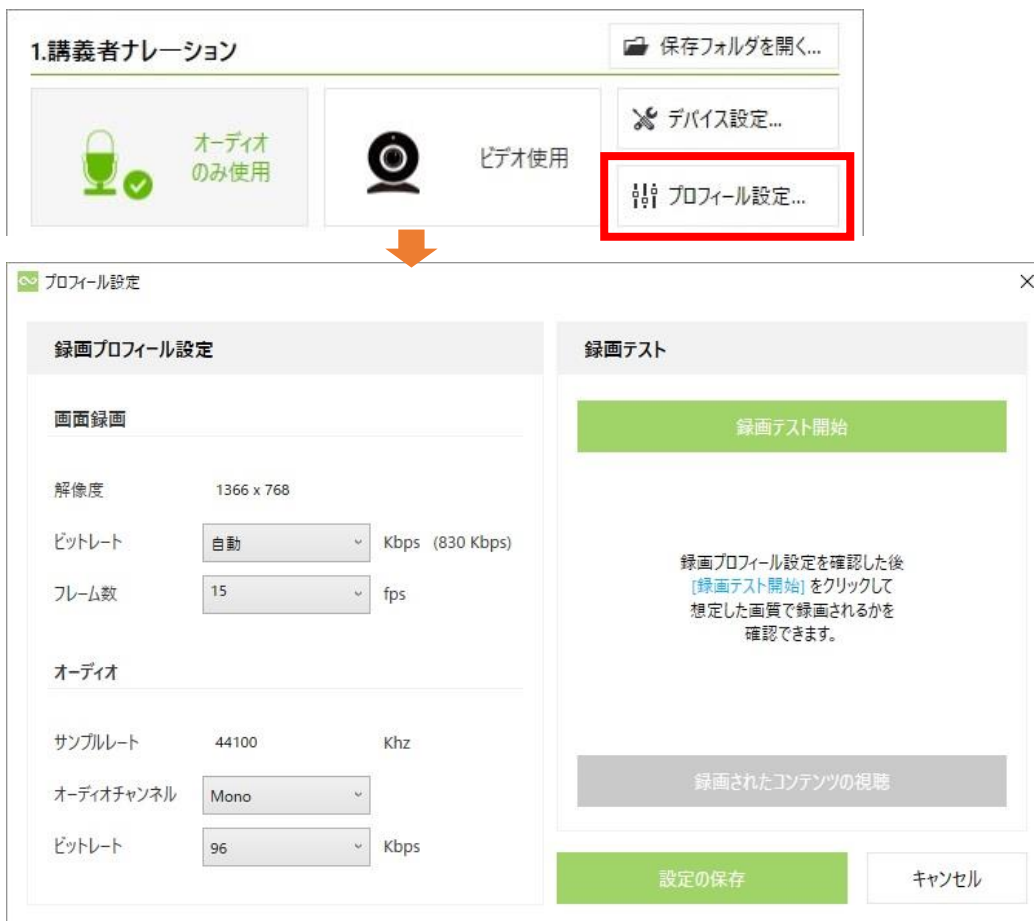 1.講義者ナレーション
保存フォルダを開く...
オーディオ
のみ使用
ビデオ使用
デバイス設定...
プロフィール設定...
プロフィール設定
録画プロフィール設定
画面録画
解像度 1366 x 768
ビットレート 自動 Kbps (830 Kbps)
フレーム数 15 fps
オーディオ
サンプルレート 44100 Khz
オーディオチャンネル Mono
ビットレート 96 Kbps
録画テスト
録画テスト開始
録画プロフィール設定を確認した後
[録画テスト開始] をクリックして
想定した画質で録画されるかを
確認できます。
録画されたコンテンツの視聴
設定の保存
キャンセル